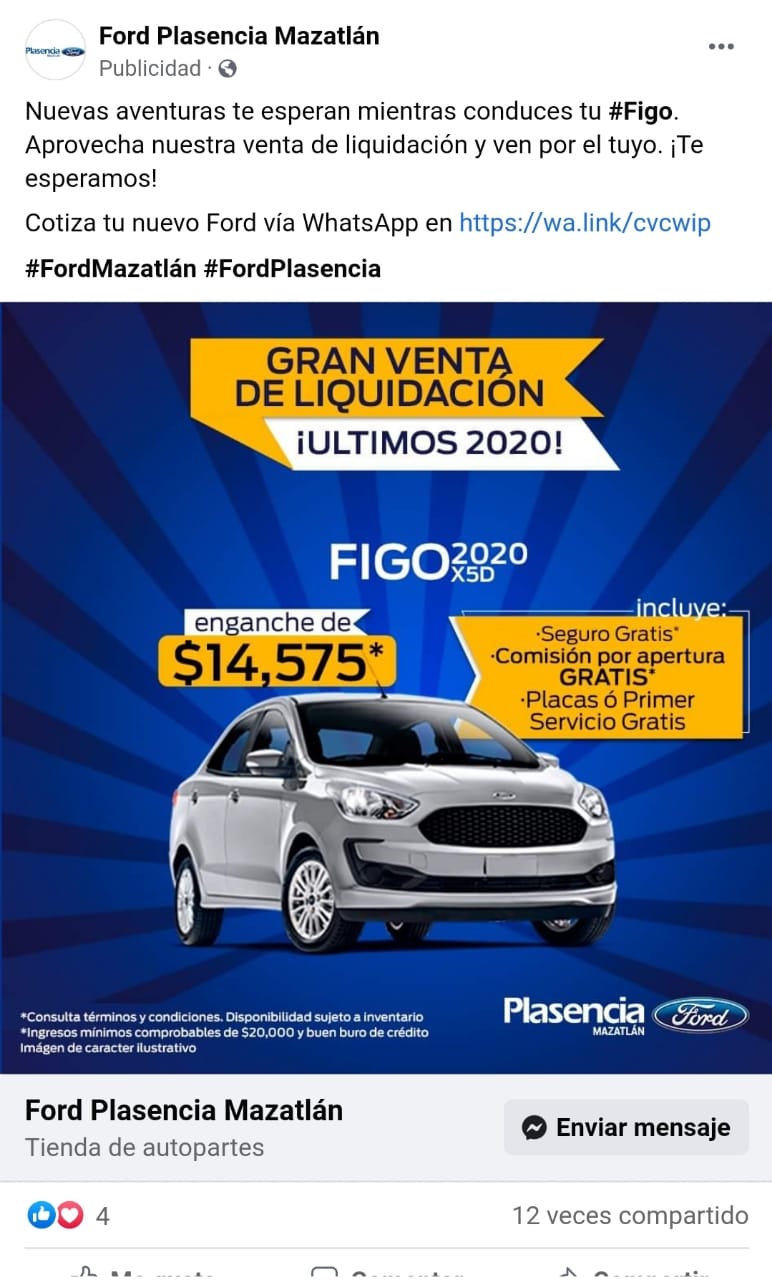 Plasencia Ford
Ford Plasencia Mazatlán
Publicidad ·
Nuevas aventuras te esperan mientras conduces tu #Figo.
Aprovecha nuestra venta de liquidación y ven por el tuyo. ¡Te
esperamos!
Cotiza tu nuevo Ford vía WhatsApp en https://wa.link/cvcwip
#FordMazatlán #FordPlasencia
GRAN VENTA
DE LIQUIDACIÓN
¡ULTIMOS 2020!
FIGO 2020
X5D
enganche de
$14,575*
incluye:
·Seguro Gratis*
·Comisión por apertura
GRATIS*
·Placas ó Primer
Servicio Gratis
*Consulta términos y condiciones. Disponibilidad sujeto a inventario
*Ingresos mínimos comprobables de $20,000 y buen buro de crédito
Imágen de caracter ilustrativo
Plasencia Ford
MAZATLÁN
Ford Plasencia Mazatlán
Tienda de autopartes
Enviar mensaje
4
12 veces compartido